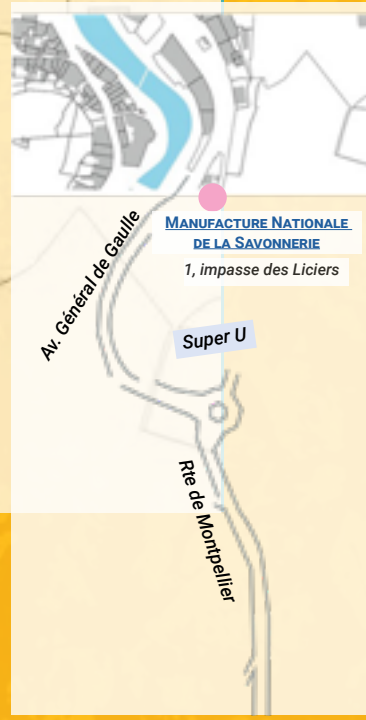 MANUFACTURE NATIONALE
DE LA SAVONNERIE
1, impasse des Liciers
Av. Général de Gaulle
Super U
Rte de Montpellier